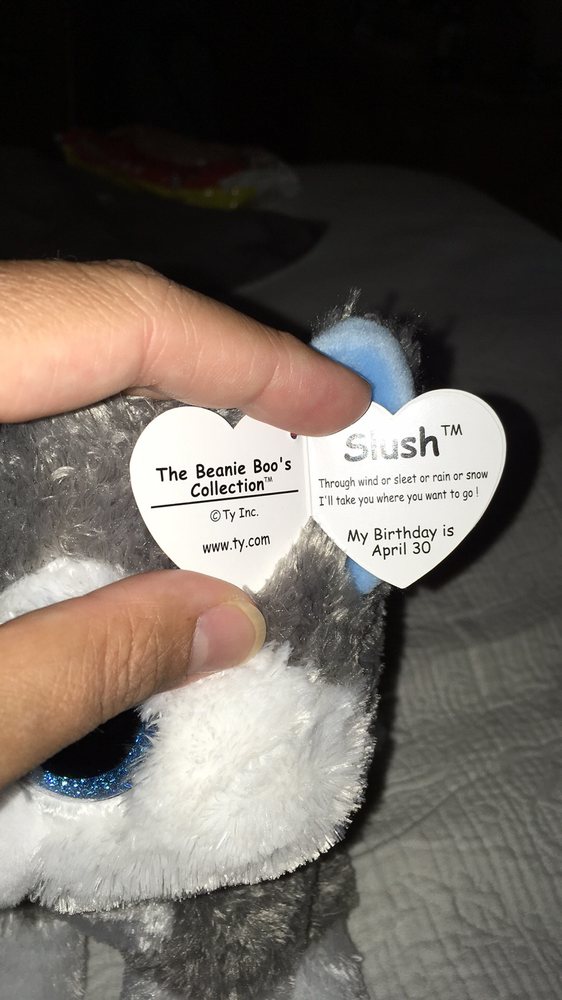 The Beanie Boo's
Collection™
© Ty Inc.
www.ty.com
Slush™
Through wind or sleet or rain or snow
I'll take you where you want to go !
My Birthday is
April 30